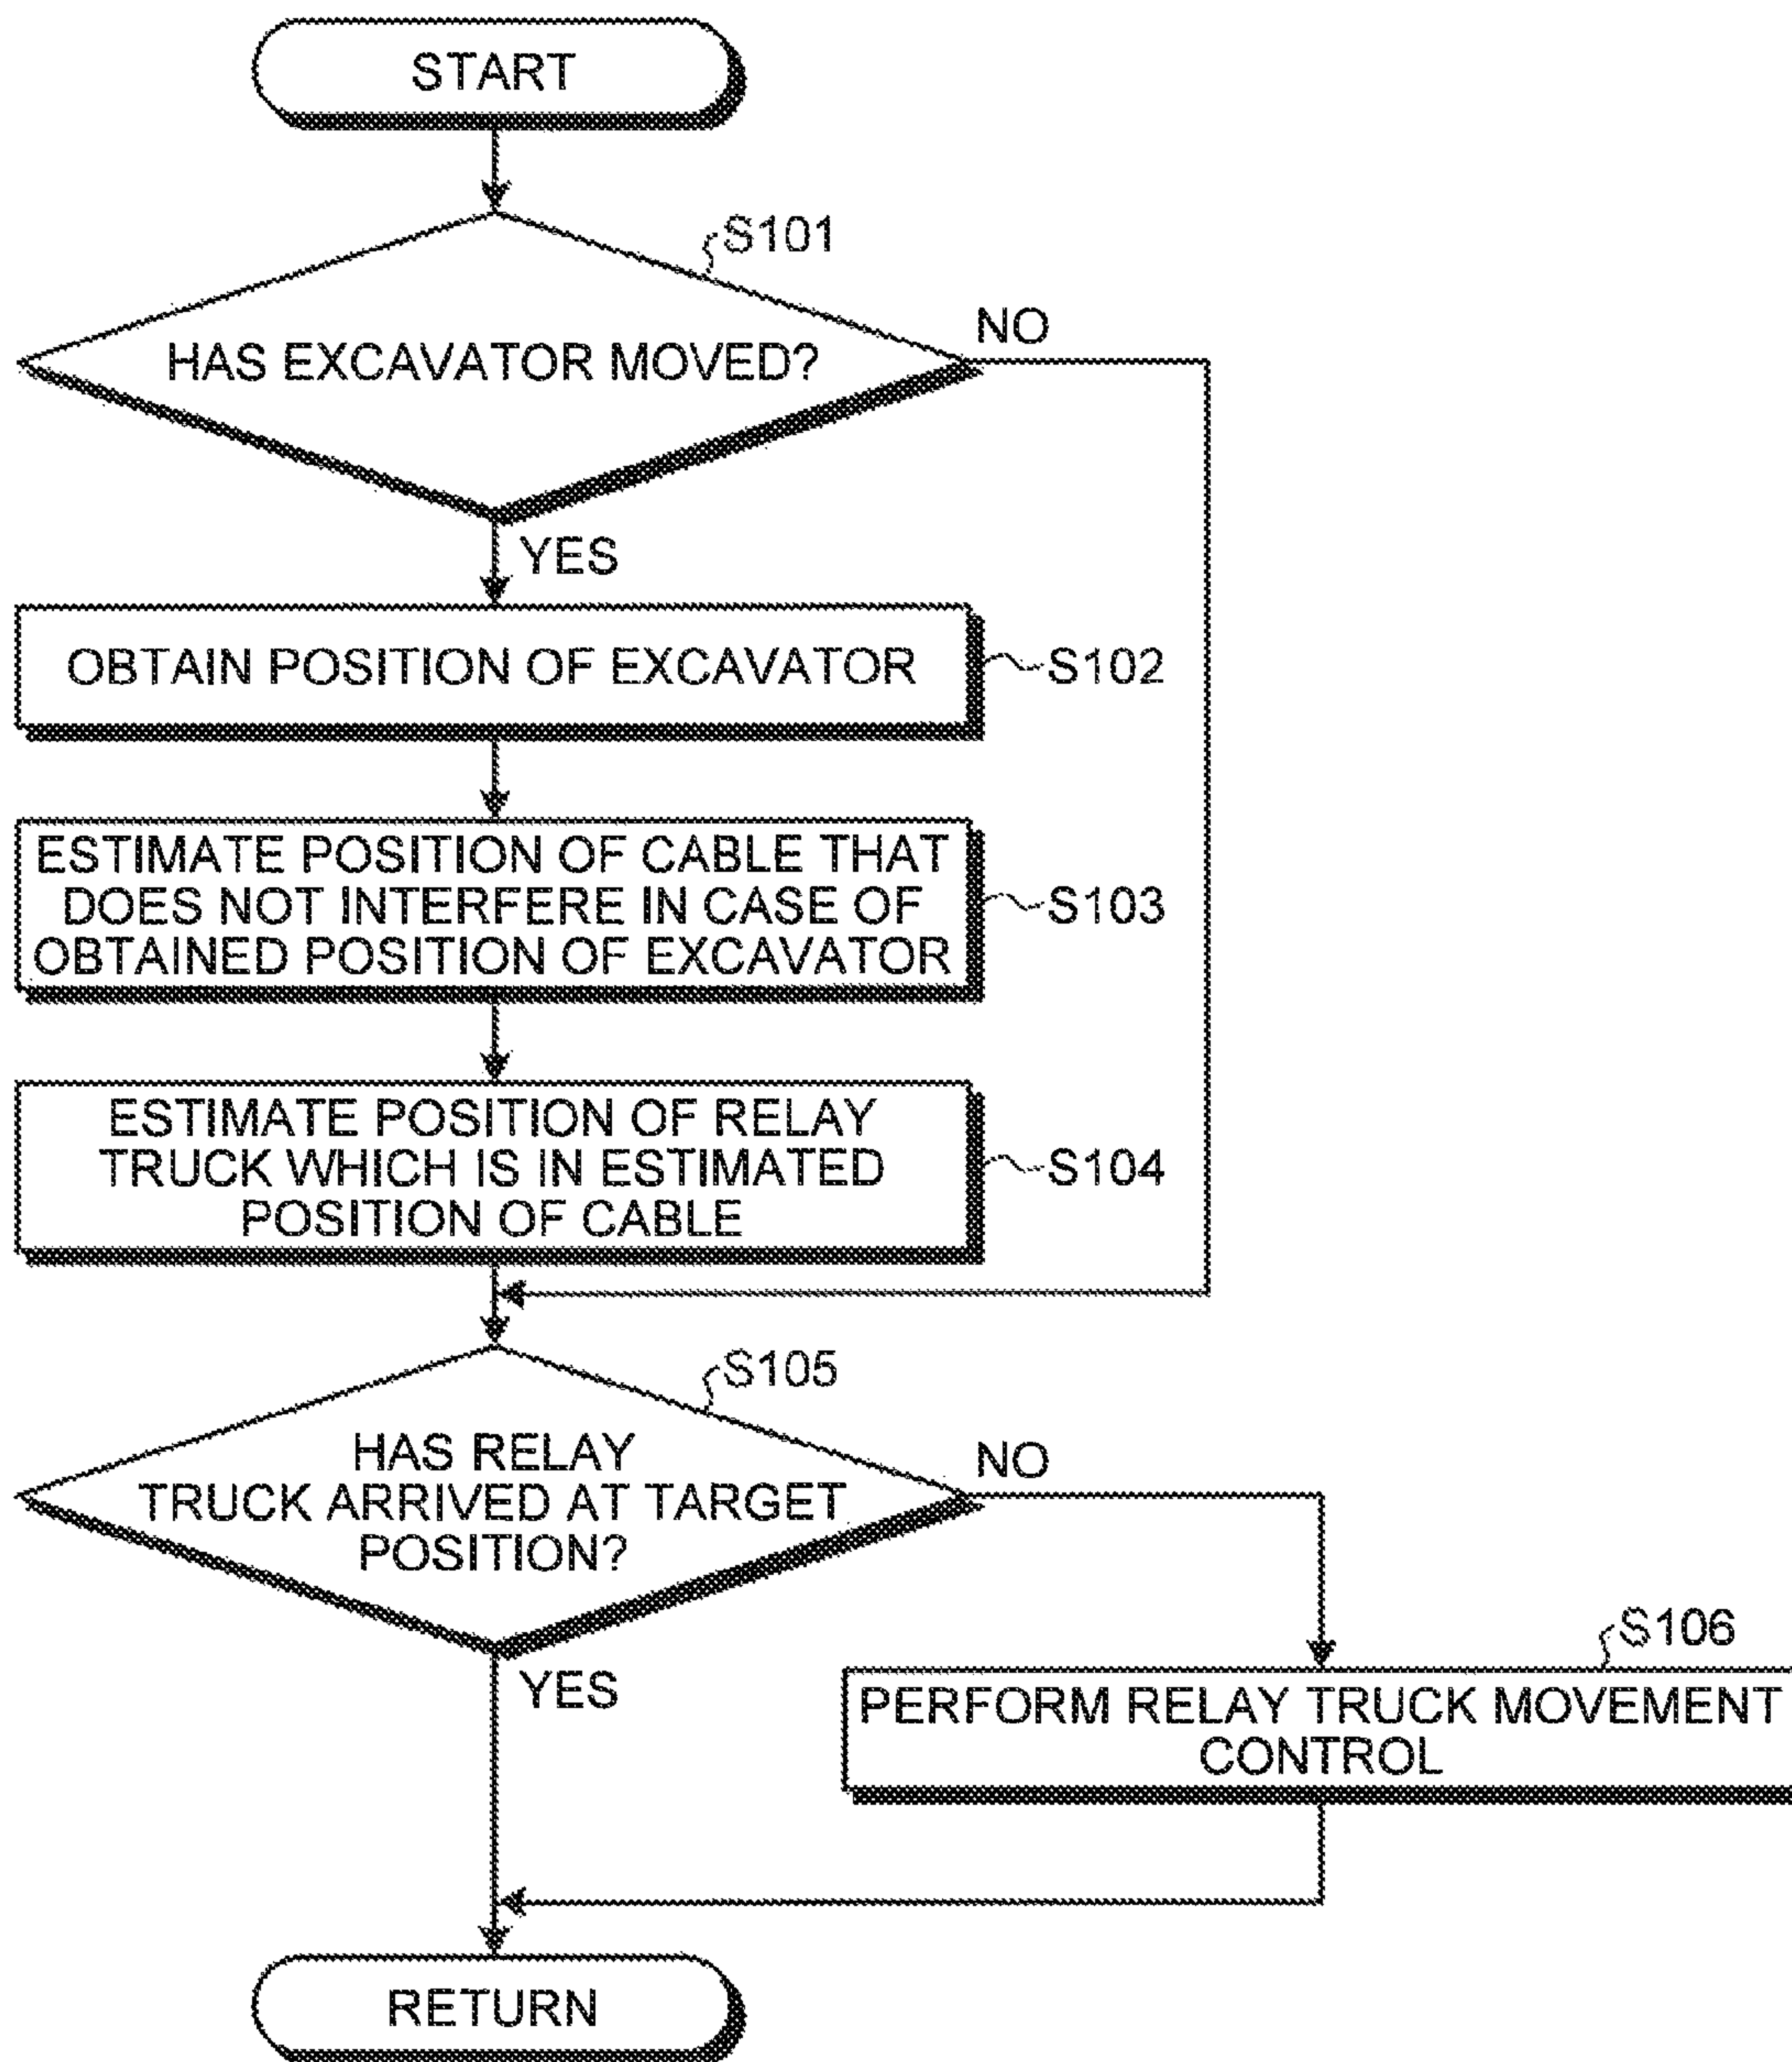 START
S101
HAS EXCAVATOR MOVED?
NO
YES
OBTAIN POSITION OF EXCAVATOR
S102
ESTIMATE POSITION OF CABLE THAT
DOES NOT INTERFERE IN CASE OF
OBTAINED POSITION OF EXCAVATOR
S103
ESTIMATE POSITION OF RELAY
TRUCK WHICH IS IN ESTIMATED
POSITION OF CABLE
S104
S105
HAS RELAY
TRUCK ARRIVED AT TARGET
POSITION?
NO
YES
S106
PERFORM RELAY TRUCK MOVEMENT
CONTROL
RETURN